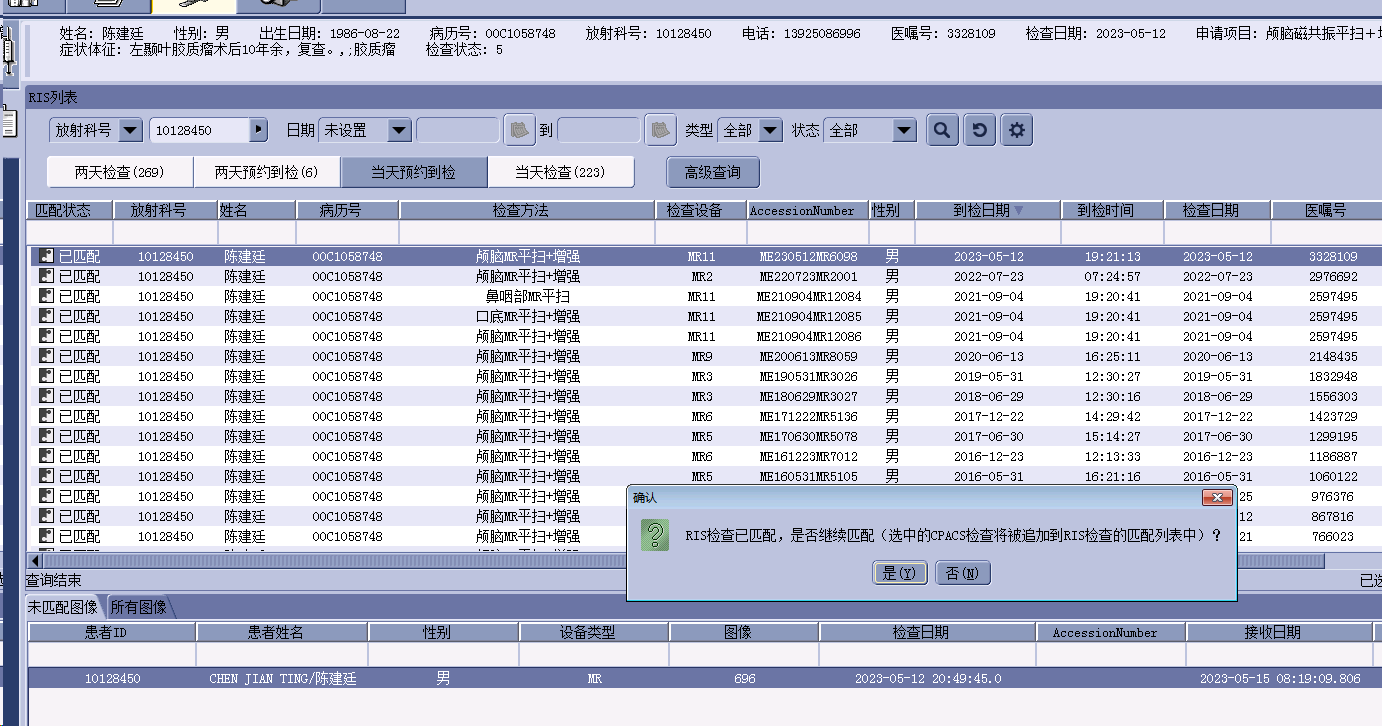 姓名: 陈建廷 性别: 男 出生日期: 1986-08-22 病历号: 00C1058748 放射科号: 10128450 电话: 13925086996 医嘱号: 3328109 检查日期: 2023-05-12 申请项目: 颅脑磁共振平扫+
症状体征: 左颞叶胶质瘤术后10年余，复查。,;胶质瘤 检查状态: 5
RIS列表
放射科号 10128450 日期 未设置 到 类型 全部 状态 全部
两天检查(269) 两天预约到检(6) 当天预约到检 当天检查(223) 高级查询
匹配状态 放射科号 姓名 病历号 检查方法 检查设备 AccessionNumber 性别 到检日期 到检时间 检查日期 医嘱号
已匹配 10128450 陈建廷 00C1058748 颅脑MR平扫+增强 MR11 ME230512MR6098 男 2023-05-12 19:21:13 2023-05-12 3328109
已匹配 10128450 陈建廷 00C1058748 颅脑MR平扫+增强 MR2 ME220723MR2001 男 2022-07-23 07:24:57 2022-07-23 2976692
已匹配 10128450 陈建廷 00C1058748 鼻咽部MR平扫 MR11 ME210904MR12084 男 2021-09-04 19:20:41 2021-09-04 2597495
已匹配 10128450 陈建廷 00C1058748 口底MR平扫+增强 MR11 ME210904MR12085 男 2021-09-04 19:20:41 2021-09-04 2597495
已匹配 10128450 陈建廷 00C1058748 颅脑MR平扫+增强 MR11 ME210904MR12086 男 2021-09-04 19:20:41 2021-09-04 2597495
已匹配 10128450 陈建廷 00C1058748 颅脑MR平扫+增强 MR9 ME200613MR8059 男 2020-06-13 16:25:11 2020-06-13 2148435
已匹配 10128450 陈建廷 00C1058748 颅脑MR平扫+增强 MR3 ME190531MR3026 男 2019-05-31 12:30:27 2019-05-31 1832948
已匹配 10128450 陈建廷 00C1058748 颅脑MR平扫+增强 MR3 ME180629MR3027 男 2018-06-29 12:30:16 2018-06-29 1556303
已匹配 10128450 陈建廷 00C1058748 颅脑MR平扫+增强 MR6 ME171222MR5136 男 2017-12-22 14:29:42 2017-12-22 1423729
已匹配 10128450 陈建廷 00C1058748 颅脑MR平扫+增强 MR5 ME170630MR5078 男 2017-06-30 15:14:27 2017-06-30 1299195
已匹配 10128450 陈建廷 00C1058748 颅脑MR平扫+增强 MR6 ME161223MR7012 男 2016-12-23 12:13:33 2016-12-23 1186887
已匹配 10128450 陈建廷 00C1058748 颅脑MR平扫+增强 MR5 ME160531MR5105 男 2016-05-31 16:21:16 2016-05-31 1060122
已匹配 10128450 陈建廷 00C1058748 颅脑MR平扫+增强 25 976376
已匹配 10128450 陈建廷 00C1058748 颅脑MR平扫+增强 12 867816
已匹配 10128450 陈建廷 00C1058748 颅脑MR平扫+增强 21 766023
确认
RIS检查已匹配，是否继续匹配（选中的CPACS检查将被追加到RIS检查的匹配列表中）？
是(Y) 否(N)
查询结束 已
未匹配图像 所有图像
患者ID 患者姓名 性别 设备类型 图像 检查日期 AccessionNumber 接收日期
10128450 CHEN JIAN TING/陈建廷 男 MR 696 2023-05-12 20:49:45.0 2023-05-15 08:19:09.806